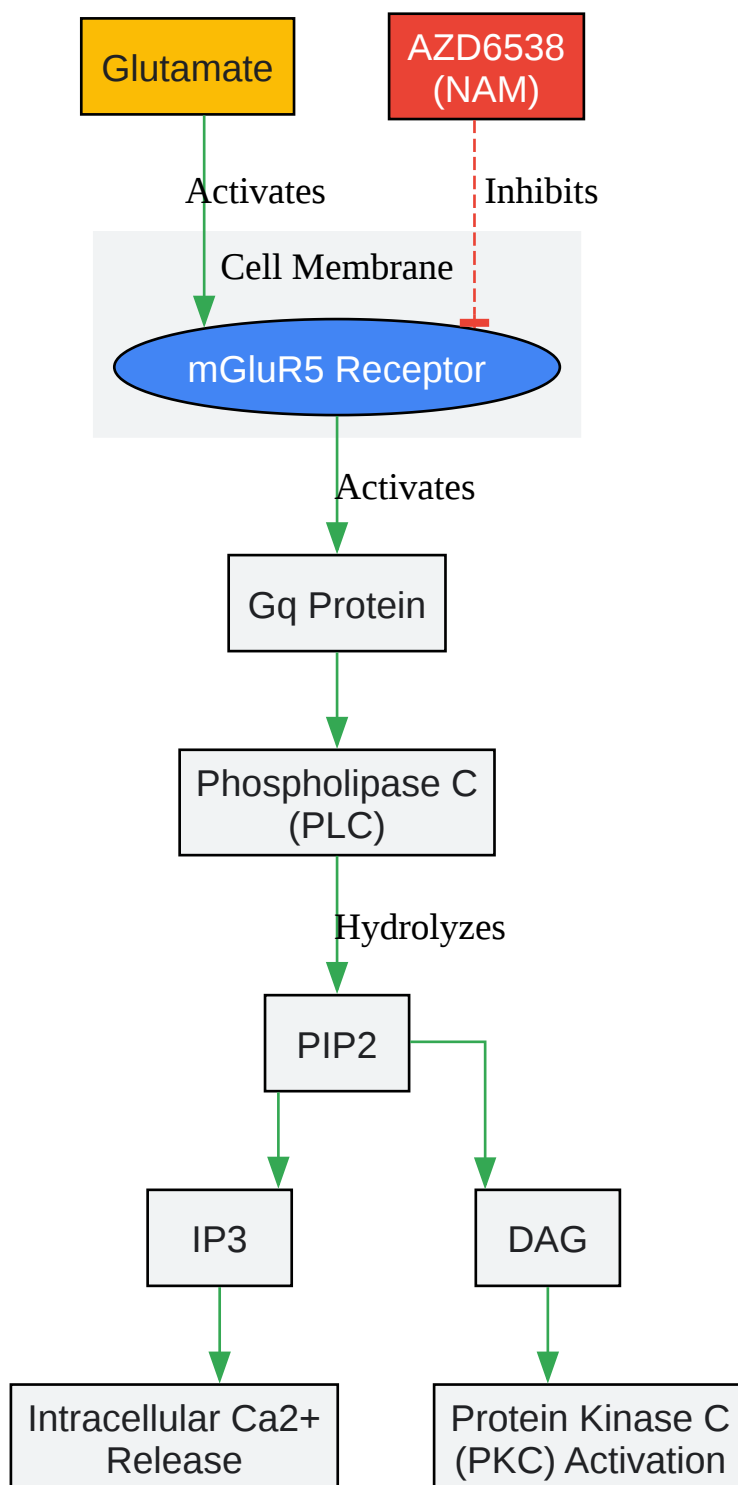 Glutamate
AZD6538
(NAM)
Activates
Inhibits
Cell Membrane
mGluR5 Receptor
Activates
Gq Protein
Phospholipase C
(PLC)
Hydrolyzes
PIP2
IP3
DAG
Intracellular Ca2+
Release
Protein Kinase C
(PKC) Activation